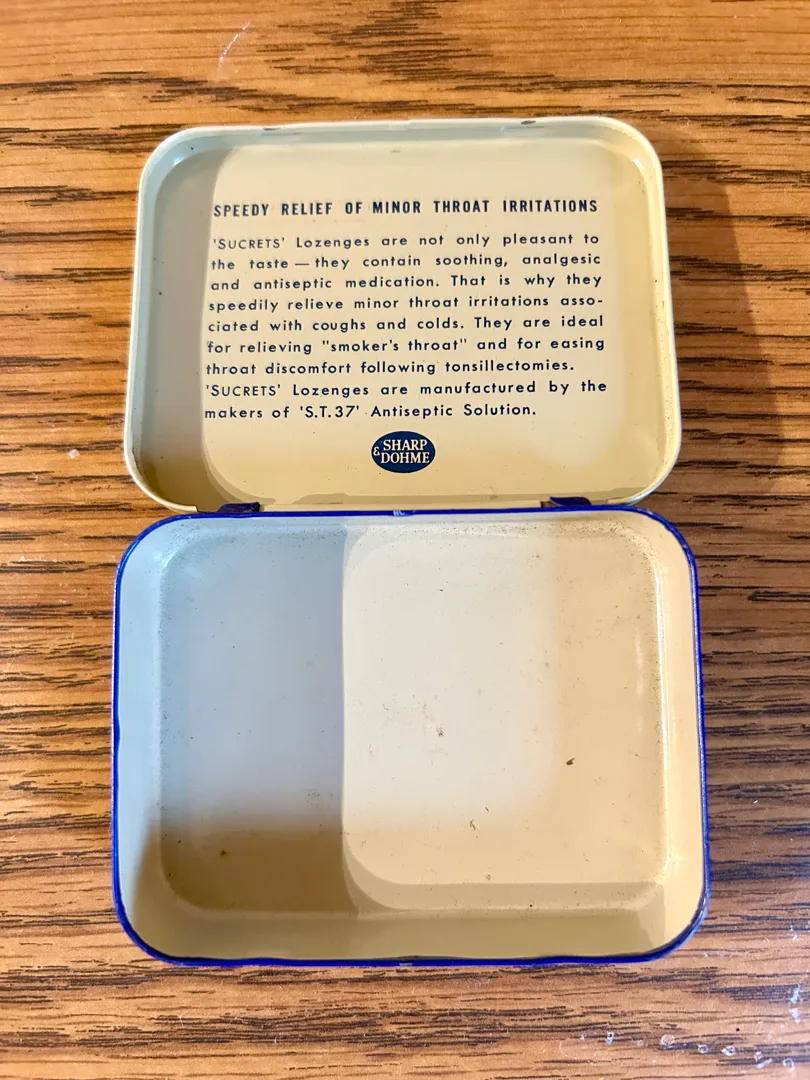 SPEEDY RELIEF OF MINOR THROAT IRRITATIONS
'SUCRETS' Lozenges are not only pleasant to
the taste — they contain soothing, analgesic
and antiseptic medication. That is why they
speedily relieve minor throat irritations asso-
ciated with coughs and colds. They are ideal
for relieving "smoker's throat" and for easing
throat discomfort following tonsillectomies.
'SUCRETS' Lozenges are manufactured by the
makers of 'S.T.37' Antiseptic Solution.
SHARP
& DOHME